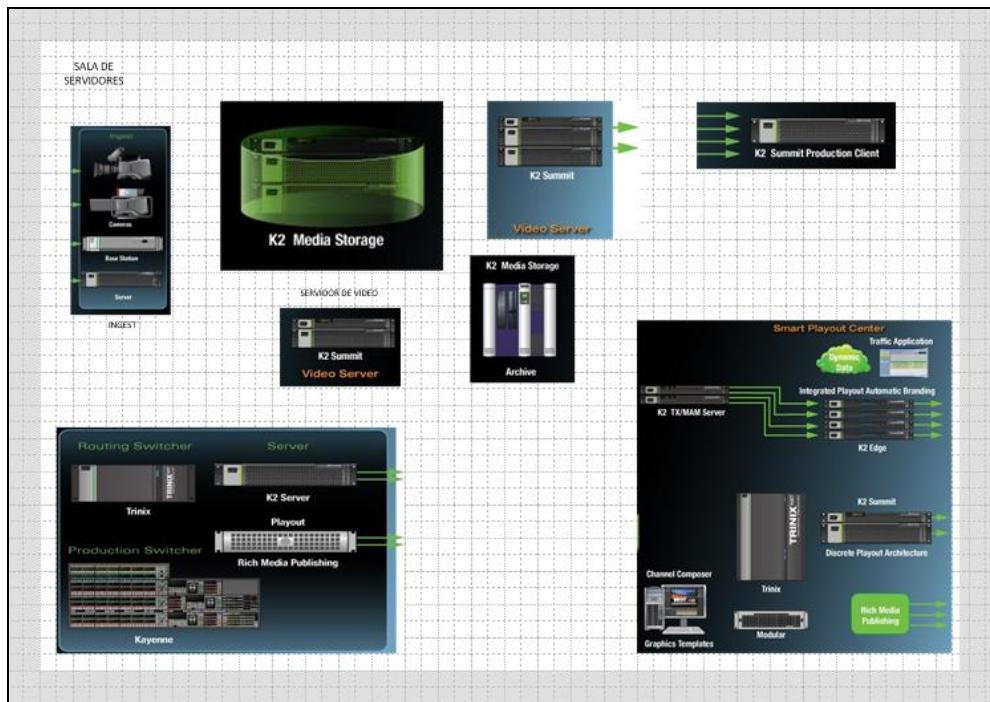 SALA DE
SERVIDORES
Ingest
Cameras
Base Station
Server
INGEST
K2 Media Storage
K2 Summit
Video Server
K2 Summit Production Client
SERVIDOR DE VIDEO
K2 Summit
Video Server
K2 Media Storage
Archive
Smart Playout Center
Traffic Application
Dynamic
Data
Integrated Playout Automatic Branding
K2 TX/MAM Server
K2 Edge
K2 Summit
TRINIX
Discrete Playout Architecture
Trinix
Channel Composer
Graphics Templates
Modular
Rich Media
Publishing
Routing Switcher
Server
TRINIX
Trinix
K2 Server
Playout
Rich Media Publishing
Production Switcher
Kayenne